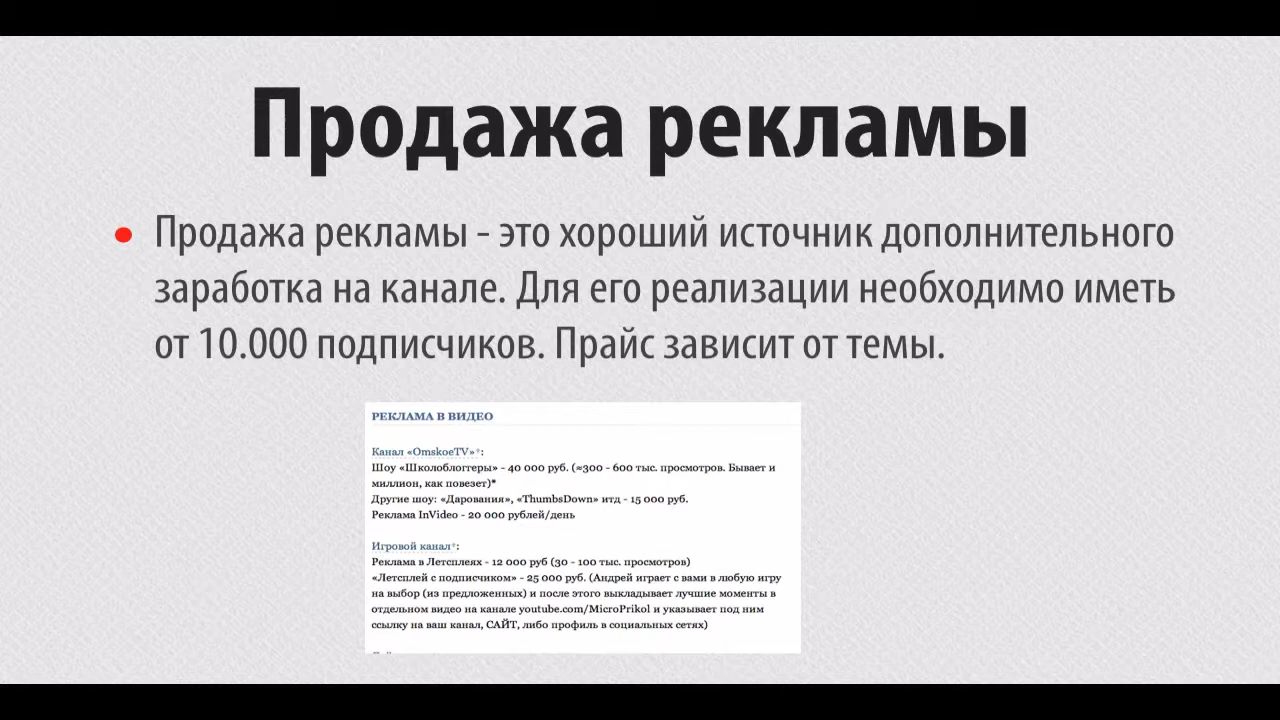 Продажа рекламы
Продажа рекламы - это хороший источник дополнительного
заработка на канале. Для его реализации необходимо иметь
от 10.000 подписчиков. Прайс зависит от темы.
РЕКЛАМА В ВИДЕО
Канал «OmskoeTV»*:
Шоу «Школоблоггеры» - 40 000 руб. (≈300 - 600 тыс. просмотров. Бывает и
миллион, как повезет)*
Другие шоу: «Дарования», «ThumbsDown» итд - 15 000 руб.
Реклама InVideo - 20 000 рублей/день
Игровой канал*:
Реклама в Летсплеях - 12 000 руб (30 - 100 тыс. просмотров)
«Летсплей с подписчиком» - 25 000 руб. (Андрей играет с вами в любую игру
на выбор (из предложенных) и после этого выкладывает лучшие моменты в
отдельном видео на канале youtube.com/MicroPrikol и указывает под ним
ссылку на ваш канал, САЙТ, либо профиль в социальных сетях)